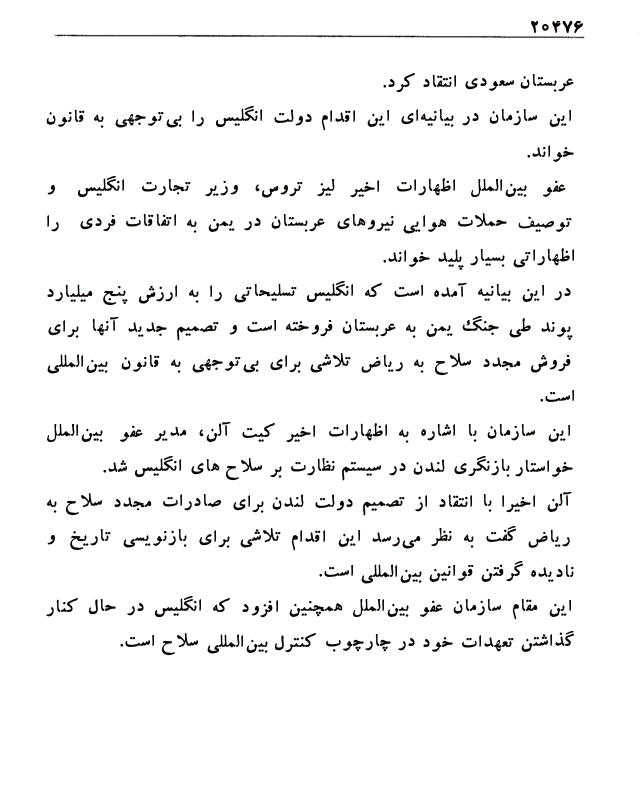 ۲۰۴۷۶
عربستان سعودی انتقاد کرد.
این سازمان در بیانیه‌ای این اقدام دولت انگلیس را بی‌توجهی به قانون
خواند.
عفو بین‌الملل اظهارات اخیر لیز تروس، وزیر تجارت انگلیس و
توصیف حملات هوایی نیروهای عربستان در یمن به اتفاقات فردی را
اظهاراتی بسیار پلید خواند.
در این بیانیه آمده است که انگلیس تسلیحاتی را به ارزش پنج میلیارد
پوند طی جنگ یمن به عربستان فروخته است و تصمیم جدید آنها برای
فروش مجدد سلاح به ریاض تلاشی برای بی‌توجهی به قانون بین‌المللی
است.
این سازمان با اشاره به اظهارات اخیر کیت آلن، مدیر عفو بین‌الملل
خواستار بازنگری لندن در سیستم نظارت بر سلاح های انگلیس شد.
آلن اخیرا با انتقاد از تصمیم دولت لندن برای صادرات مجدد سلاح به
ریاض گفت به نظر می‌رسد این اقدام تلاشی برای بازنویسی تاریخ و
نادیده گرفتن قوانین بین‌المللی است.
این مقام سازمان عفو بین‌الملل همچنین افزود که انگلیس در حال کنار
گذاشتن تعهدات خود در چارچوب کنترل بین‌المللی سلاح است.